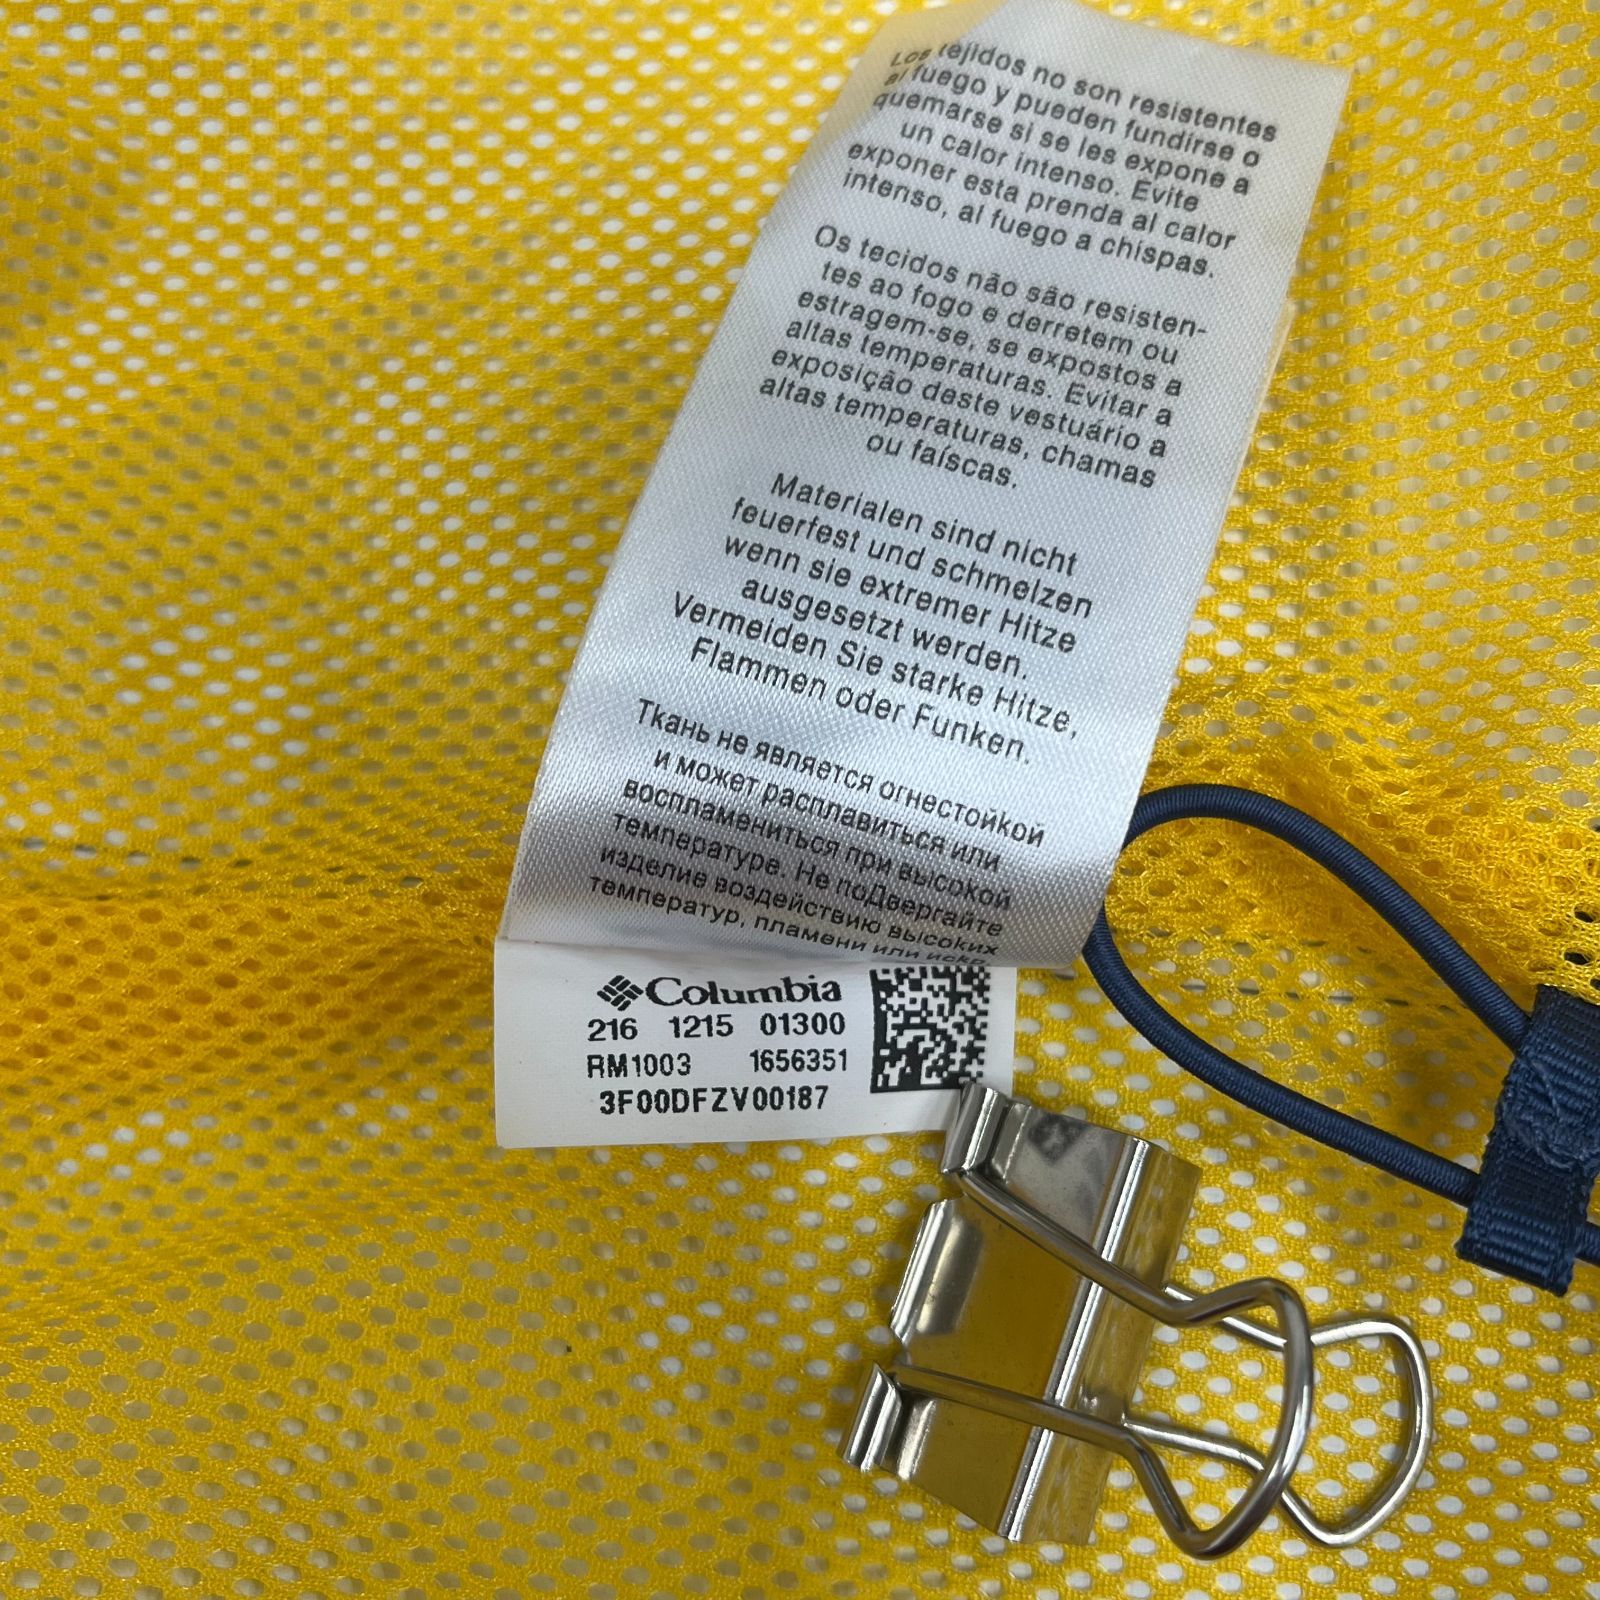 Los tejidos no son resistentes
al fuego y pueden fundirse o
quemarse si se les expone a
un calor intenso. Evite
exponer esta prenda al calor
intenso, al fuego a chispas.
Os tecidos não são resisten-
tes ao fogo e derretem ou
estragem-se, se expostos a
altas temperaturas. Evitar a
exposição deste vestuário a
altas temperaturas, chamas
ou faíscas.
Materialen sind nicht
feuerfest und schmelzen
wenn sie extremer Hitze
ausgesetzt werden.
Vermeiden Sie starke Hitze,
Flammen oder Funken.
Ткань не является огнестойкой
и может расплавиться или
воспламениться при высокой
температуре. Не поДвергайте
изделие воздействию высоких
температур, пламени или искр.
Columbia
216 1215 01300
RM1003 1656351
3F00DFZV00187